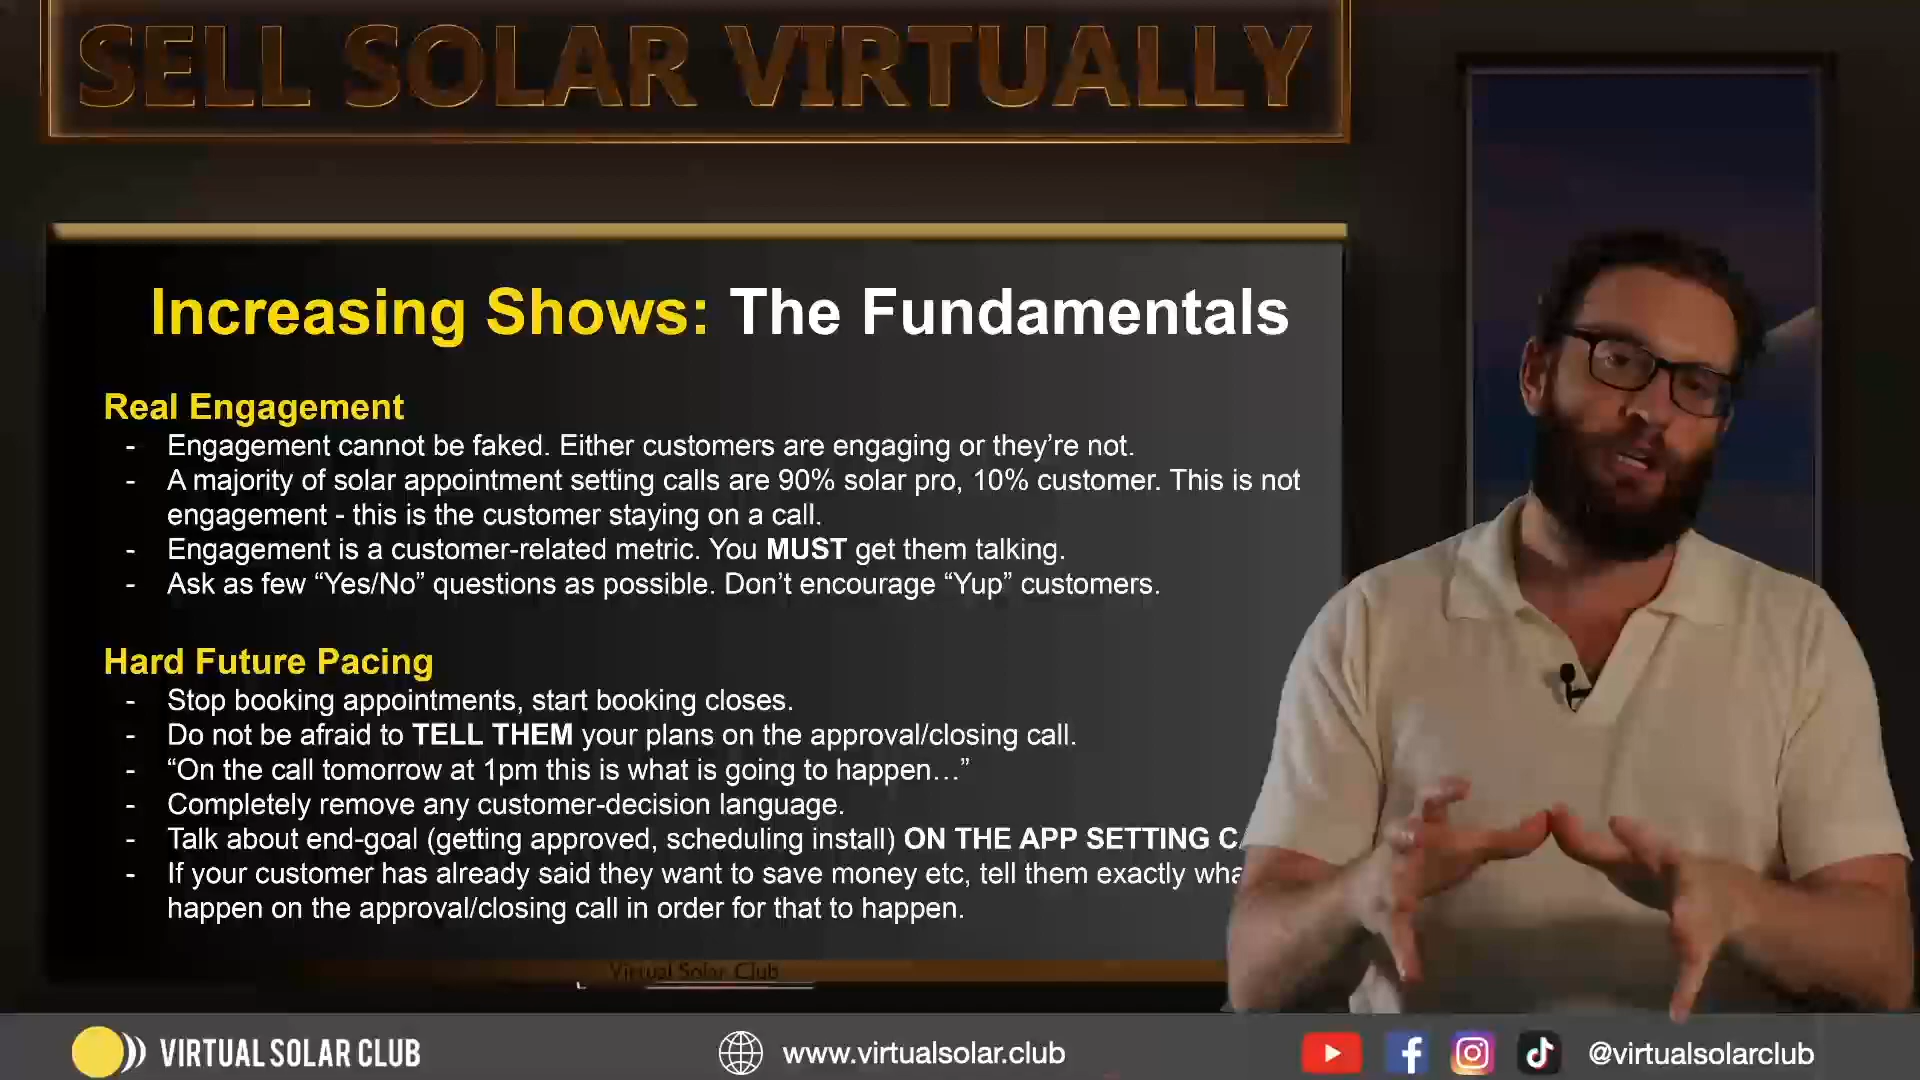 SELL SOLAR VIRTUALLY
Increasing Shows: The Fundamentals
Real Engagement
- Engagement cannot be faked. Either customers are engaging or they’re not.
- A majority of solar appointment setting calls are 90% solar pro, 10% customer. This is not
engagement - this is the customer staying on a call.
- Engagement is a customer-related metric. You MUST get them talking.
- Ask as few “Yes/No” questions as possible. Don’t encourage “Yup” customers.
Hard Future Pacing
- Stop booking appointments, start booking closes.
- Do not be afraid to TELL THEM your plans on the approval/closing call.
- “On the call tomorrow at 1pm this is what is going to happen…”
- Completely remove any customer-decision language.
- Talk about end-goal (getting approved, scheduling install) ON THE APP SETTING
- If your customer has already said they want to save money etc, tell them exactly
happen on the approval/closing call in order for that to happen.
Virtual Solar Club
VIRTUAL SOLAR CLUB
www.virtualsolar.club
@virtualsolarclub